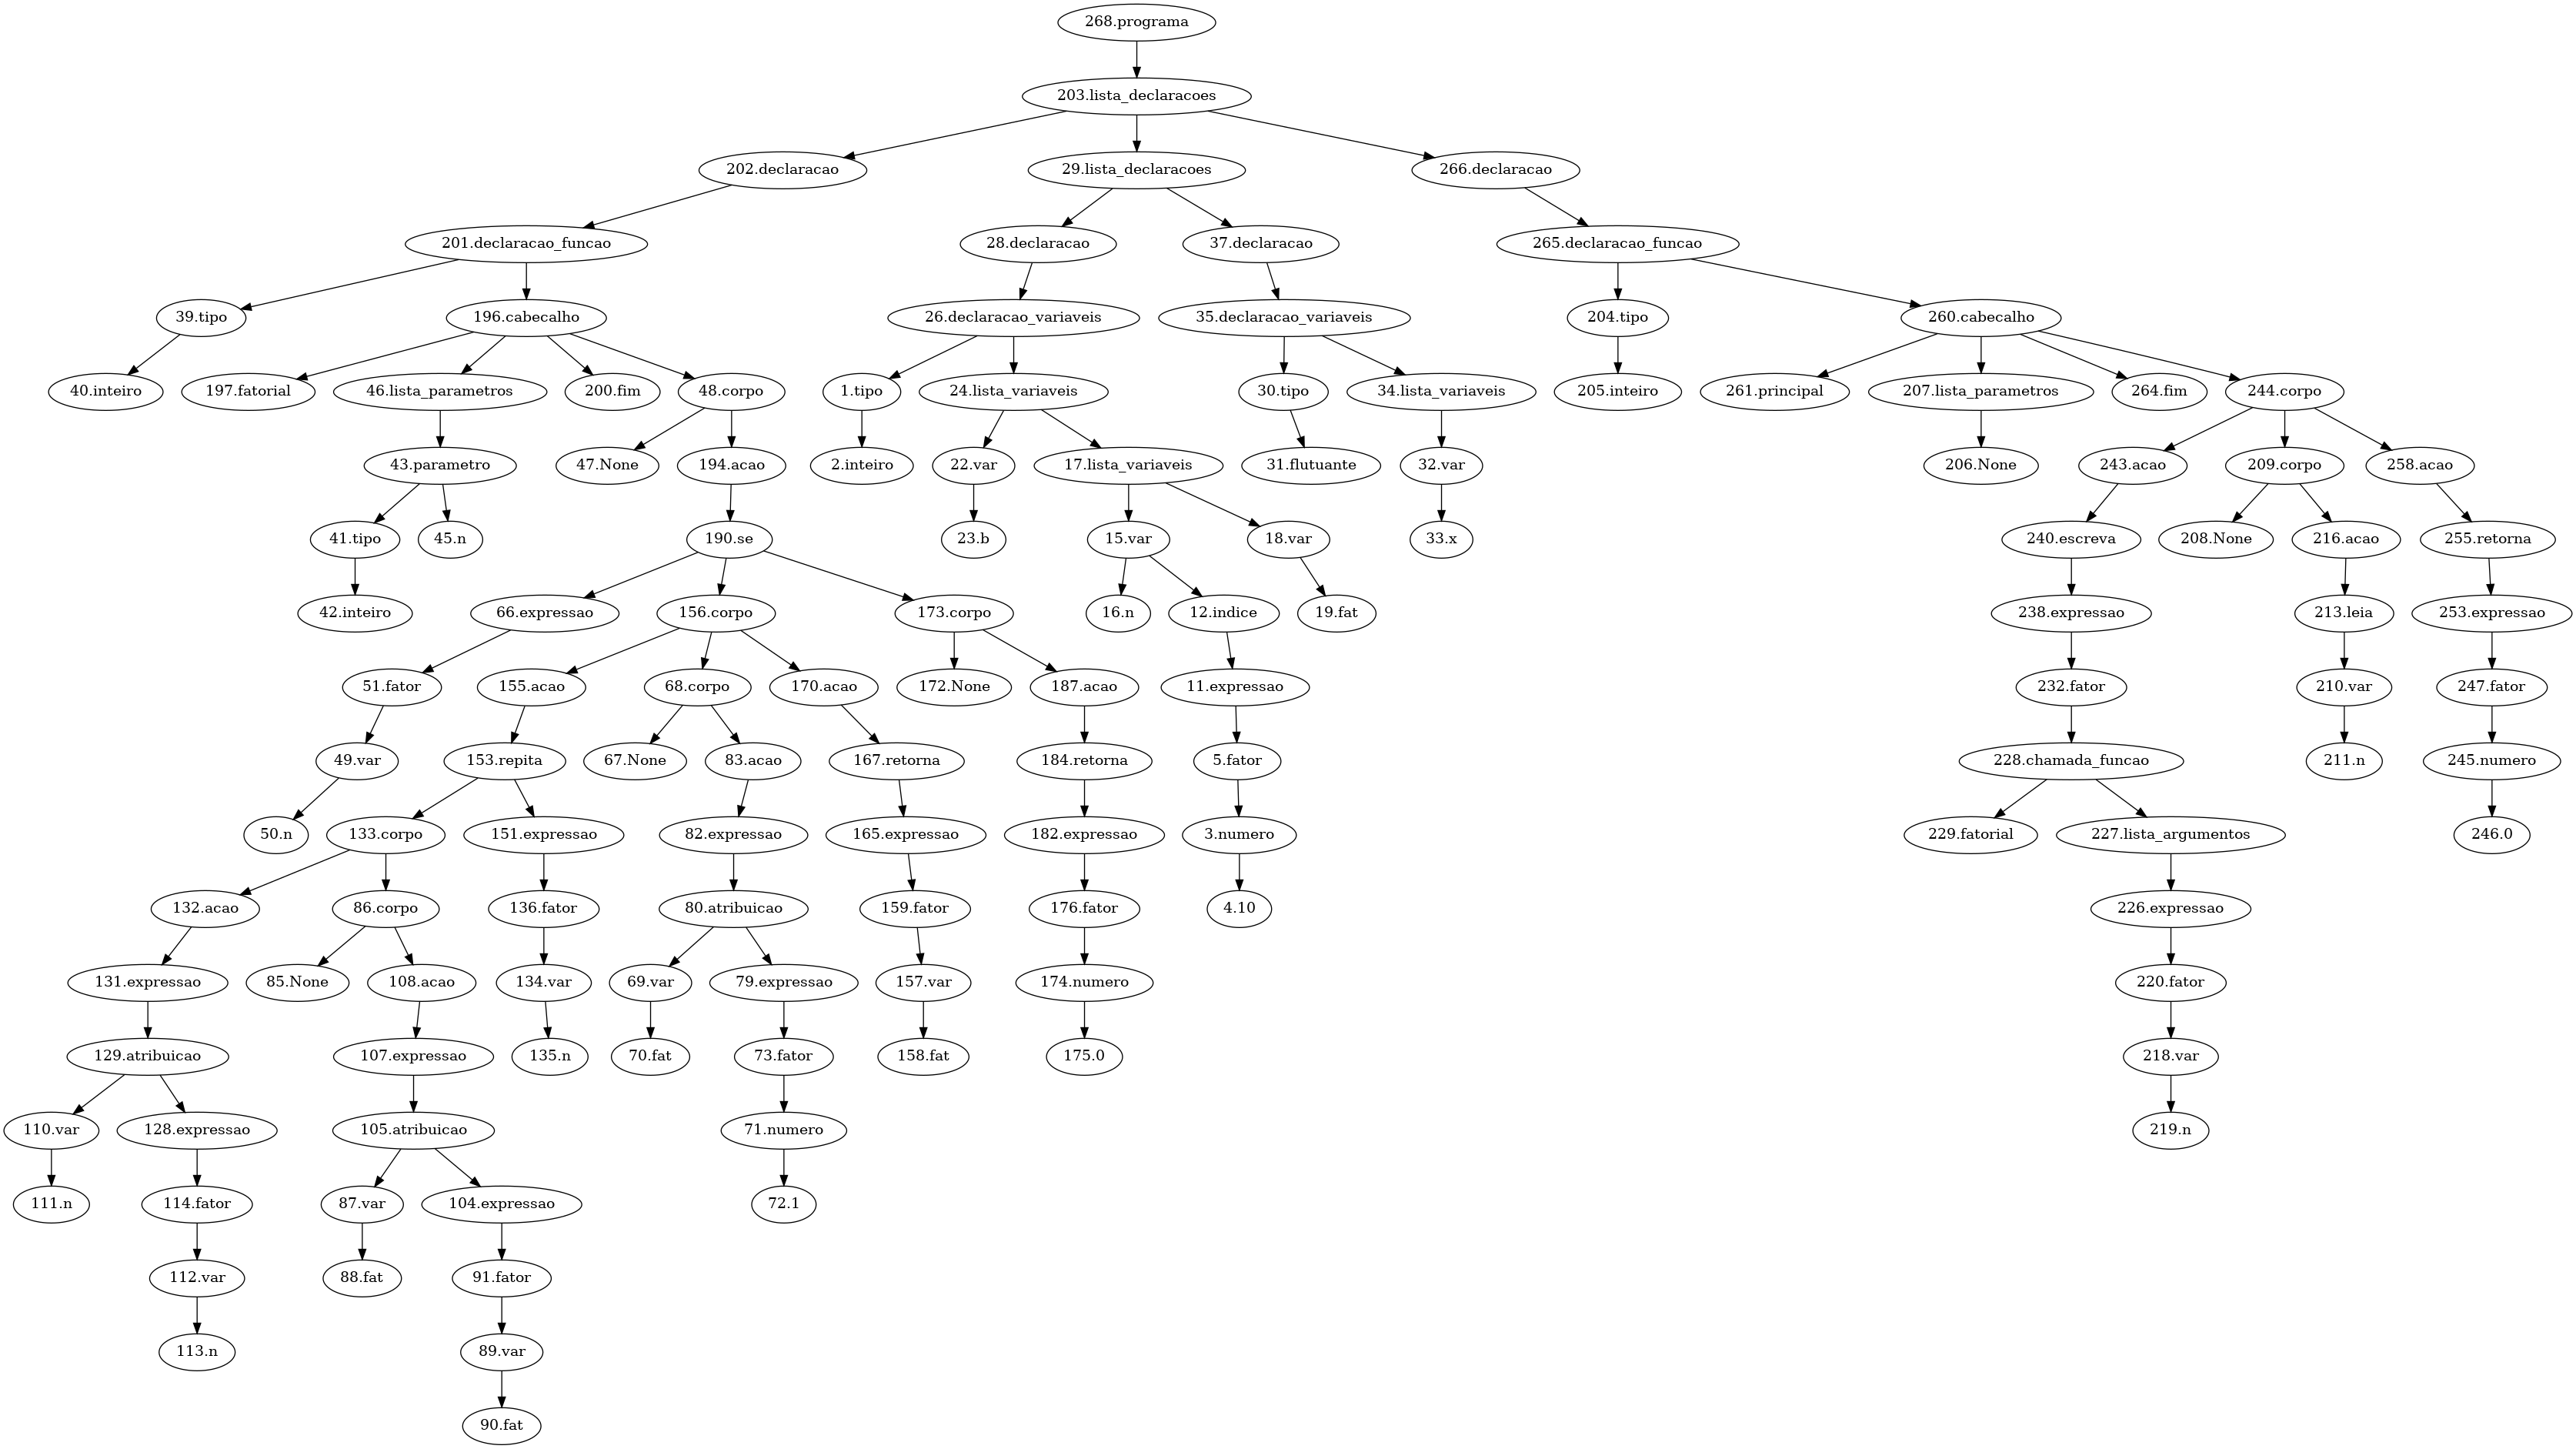 268.programa
203.lista_declaracoes
202.declaracao 29.lista_declaracoes 266.declaracao
201.declaracao_funcao 28.declaracao 37.declaracao 265.declaracao_funcao
39.tipo 196.cabecalho 26.declaracao_variaveis 35.declaracao_variaveis 204.tipo 260.cabecalho
40.inteiro 197.fatorial 46.lista_parametros 200.fim 48.corpo 1.tipo 24.lista_variaveis 30.tipo 34.lista_variaveis 205.inteiro 261.principal 207.lista_parametros 264.fim 244.corpo
43.parametro 47.None 194.acao 2.inteiro 22.var 17.lista_variaveis 31.flutuante 32.var 206.None 243.acao 209.corpo 258.acao
41.tipo 45.n 190.se 23.b 15.var 18.var 33.x 240.escreva 208.None 216.acao 255.retorna
42.inteiro 66.expressao 156.corpo 173.corpo 16.n 12.indice 19.fat 238.expressao 213.leia 253.expressao
51.fator 155.acao 68.corpo 170.acao 172.None 187.acao 11.expressao 232.fator 210.var 247.fator
49.var 153.repita 67.None 83.acao 167.retorna 184.retorna 5.fator 228.chamada_funcao 211.n 245.numero
50.n 133.corpo 151.expressao 82.expressao 165.expressao 182.expressao 3.numero 229.fatorial 227.lista_argumentos 246.0
132.acao 86.corpo 136.fator 80.atribuicao 159.fator 176.fator 4.10 226.expressao
131.expressao 85.None 108.acao 134.var 69.var 79.expressao 157.var 174.numero 220.fator
129.atribuicao 107.expressao 135.n 70.fat 73.fator 158.fat 175.0 218.var
110.var 128.expressao 105.atribuicao 71.numero 219.n
111.n 114.fator 87.var 104.expressao 72.1
112.var 88.fat 91.fator
113.n 89.var
90.fat